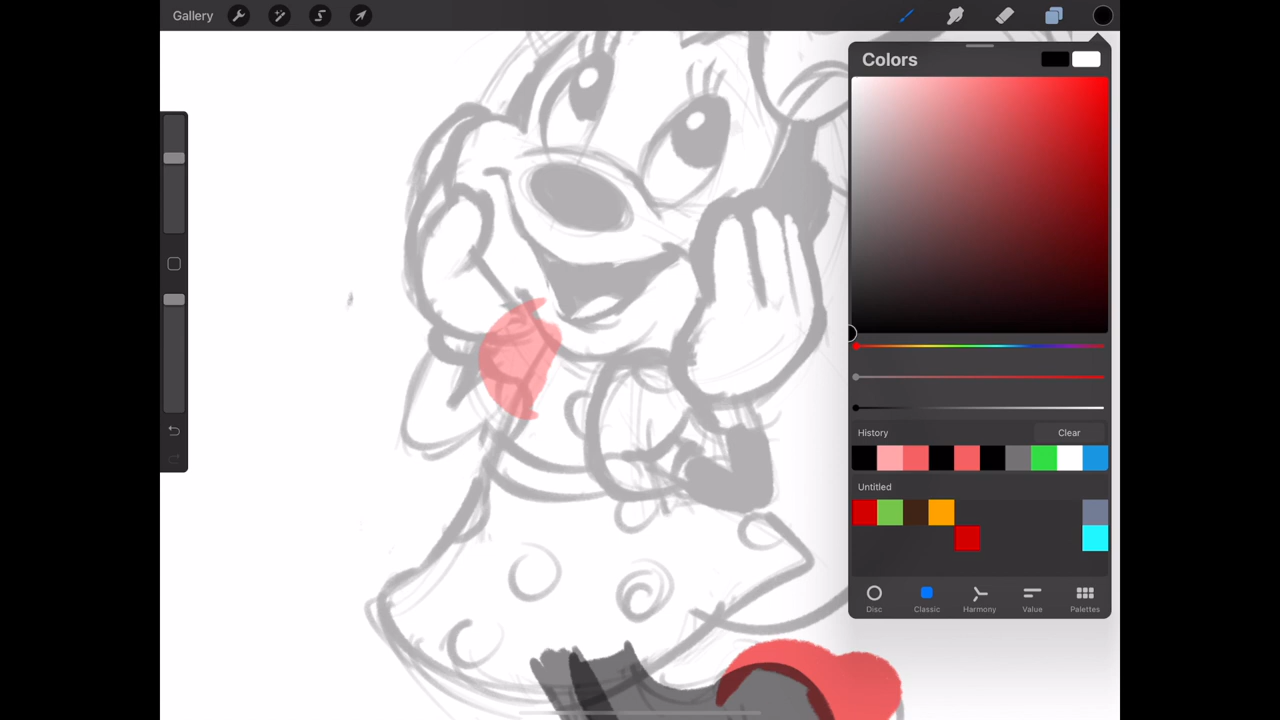 Gallery
Colors
History Clear
Untitled
Disc Classic Harmony Value Palettes